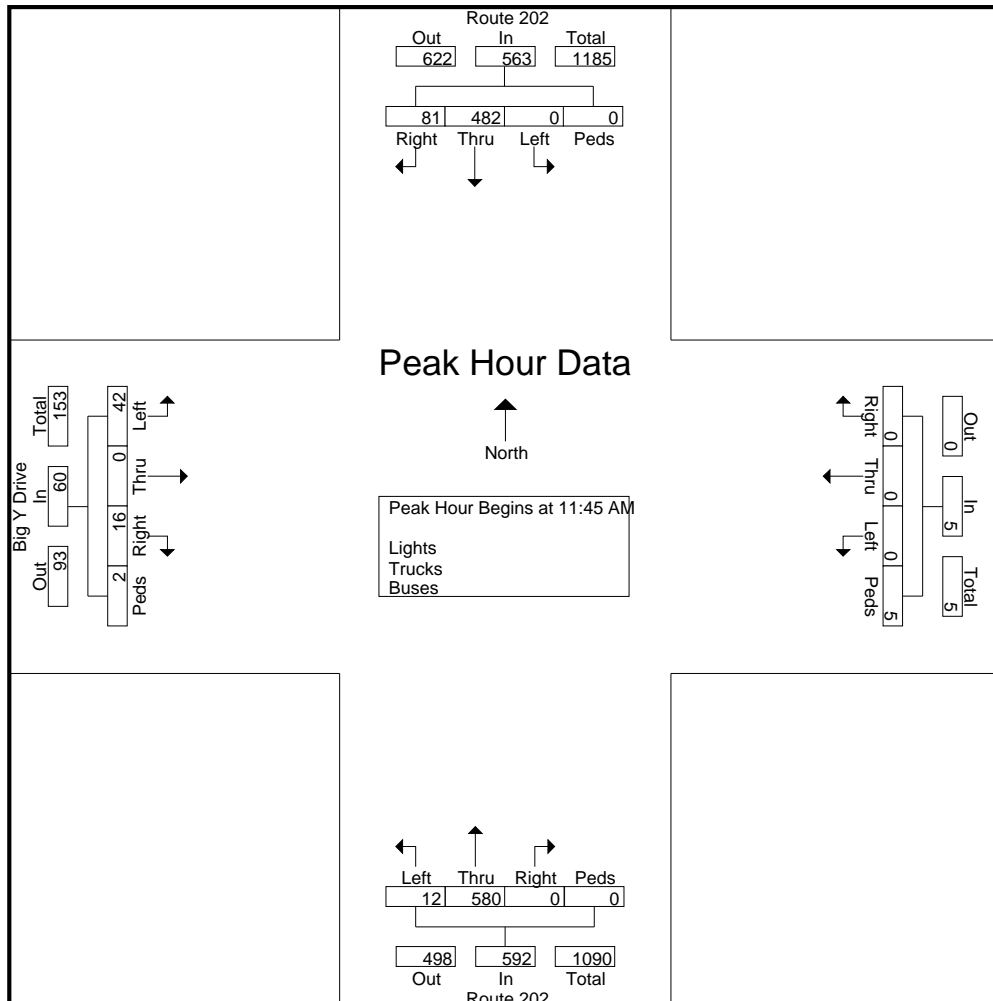 Route 202
Out In Total
622 563 1185
81 482 0 0
Right Thru Left Peds
Peak Hour Data
North
Peak Hour Begins at 11:45 AM
Lights
Trucks
Buses
Big Y Drive
Out In Total
93 60 153
42 0 16 2
Left Thru Right Peds
Right Thru Left Peds
0 0 0 5
Out In Total
0 5 5
Left Thru Right Peds
12 580 0 0
498 592 1090
Out In Total
Route 202